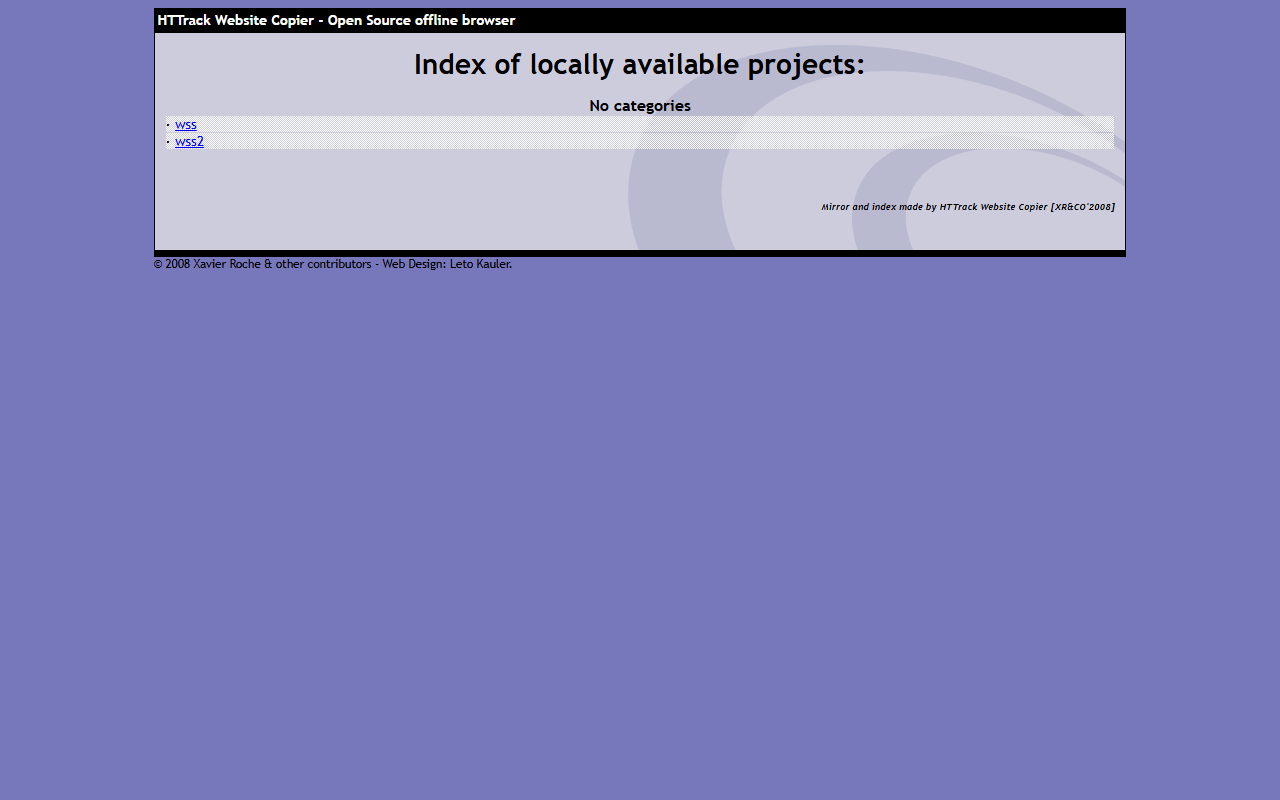 HTTrack Website Copier - Open Source offline browser
Index of locally available projects:
No categories
· wss
· wss2
Mirror and index made by HTTrack Website Copier [XR&CO'2008]
© 2008 Xavier Roche & other contributors - Web Design: Leto Kauler.